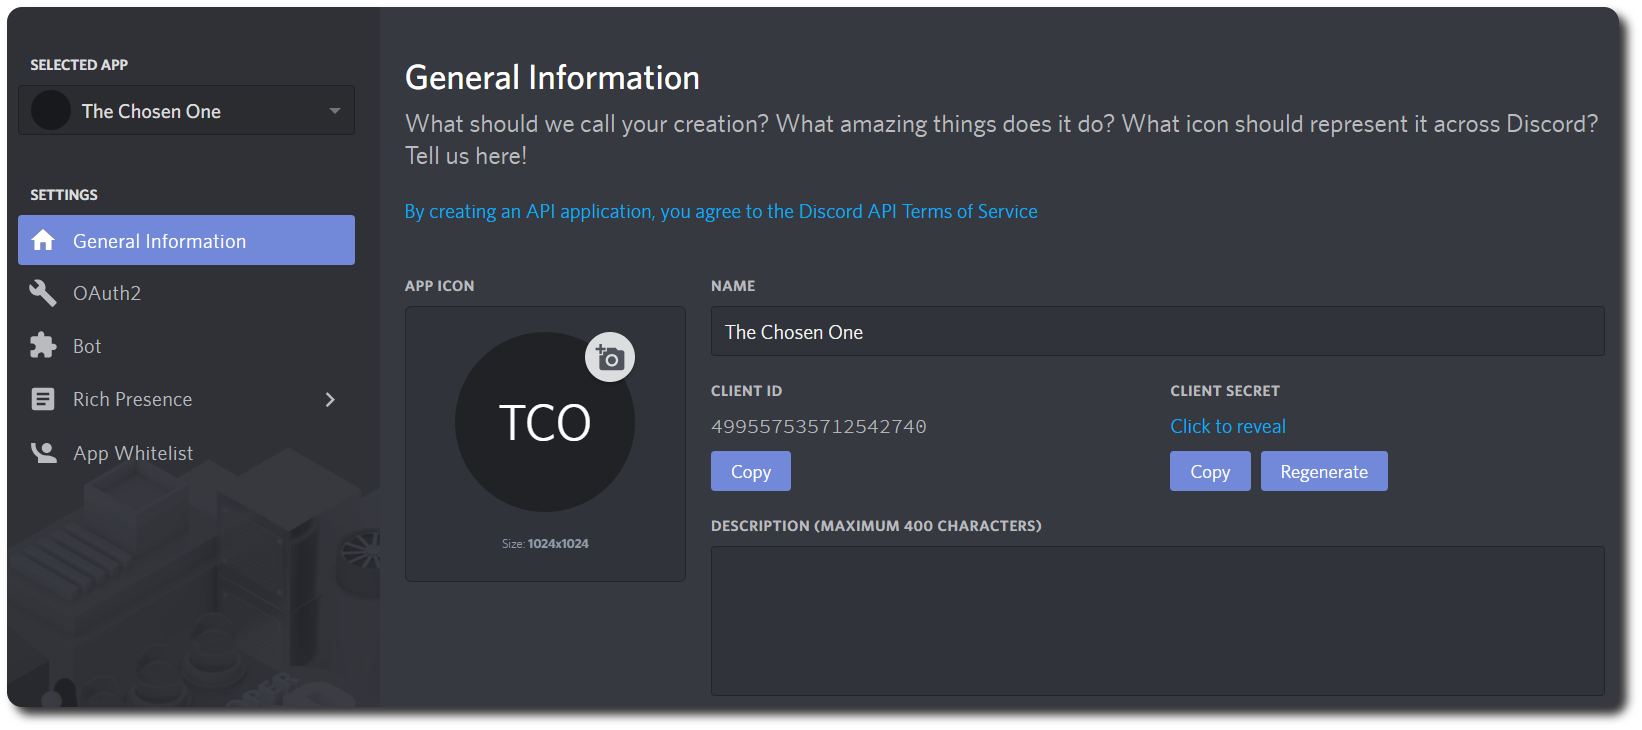 SELECTED APP
The Chosen One
SETTINGS
General Information
OAuth2
Bot
Rich Presence
App Whitelist
General Information
What should we call your creation? What amazing things does it do? What icon should represent it across Discord?
Tell us here!
By creating an API application, you agree to the Discord API Terms of Service
APP ICON
TCO
Size: 1024x1024
NAME
The Chosen One
CLIENT ID
499557535712542740
Copy
CLIENT SECRET
Click to reveal
Copy Regenerate
DESCRIPTION (MAXIMUM 400 CHARACTERS)